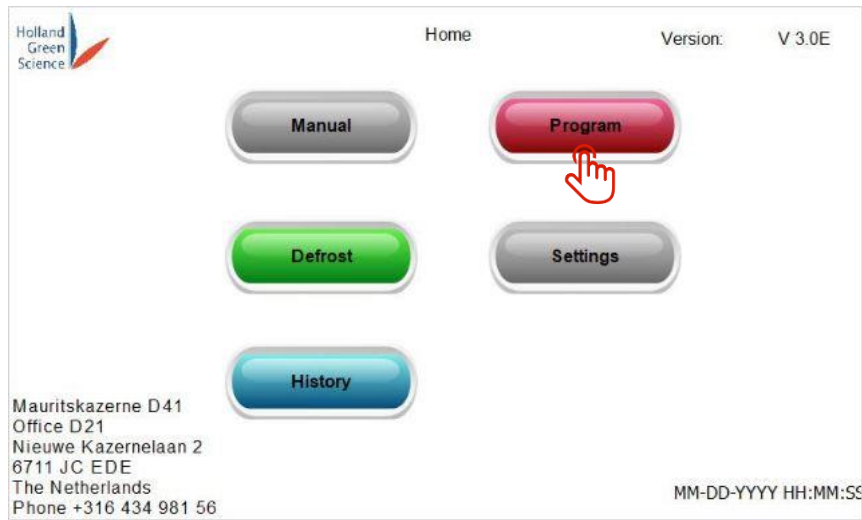 Holland
Green
Science
Home
Version: V 3.0E
Manual
Program
Defrost
Settings
History
Mauritskazerne D41
Office D21
Nieuwe Kazernelaan 2
6711 JC EDE
The Netherlands
Phone +316 434 981 56
MM-DD-YYYY HH:MM:SS